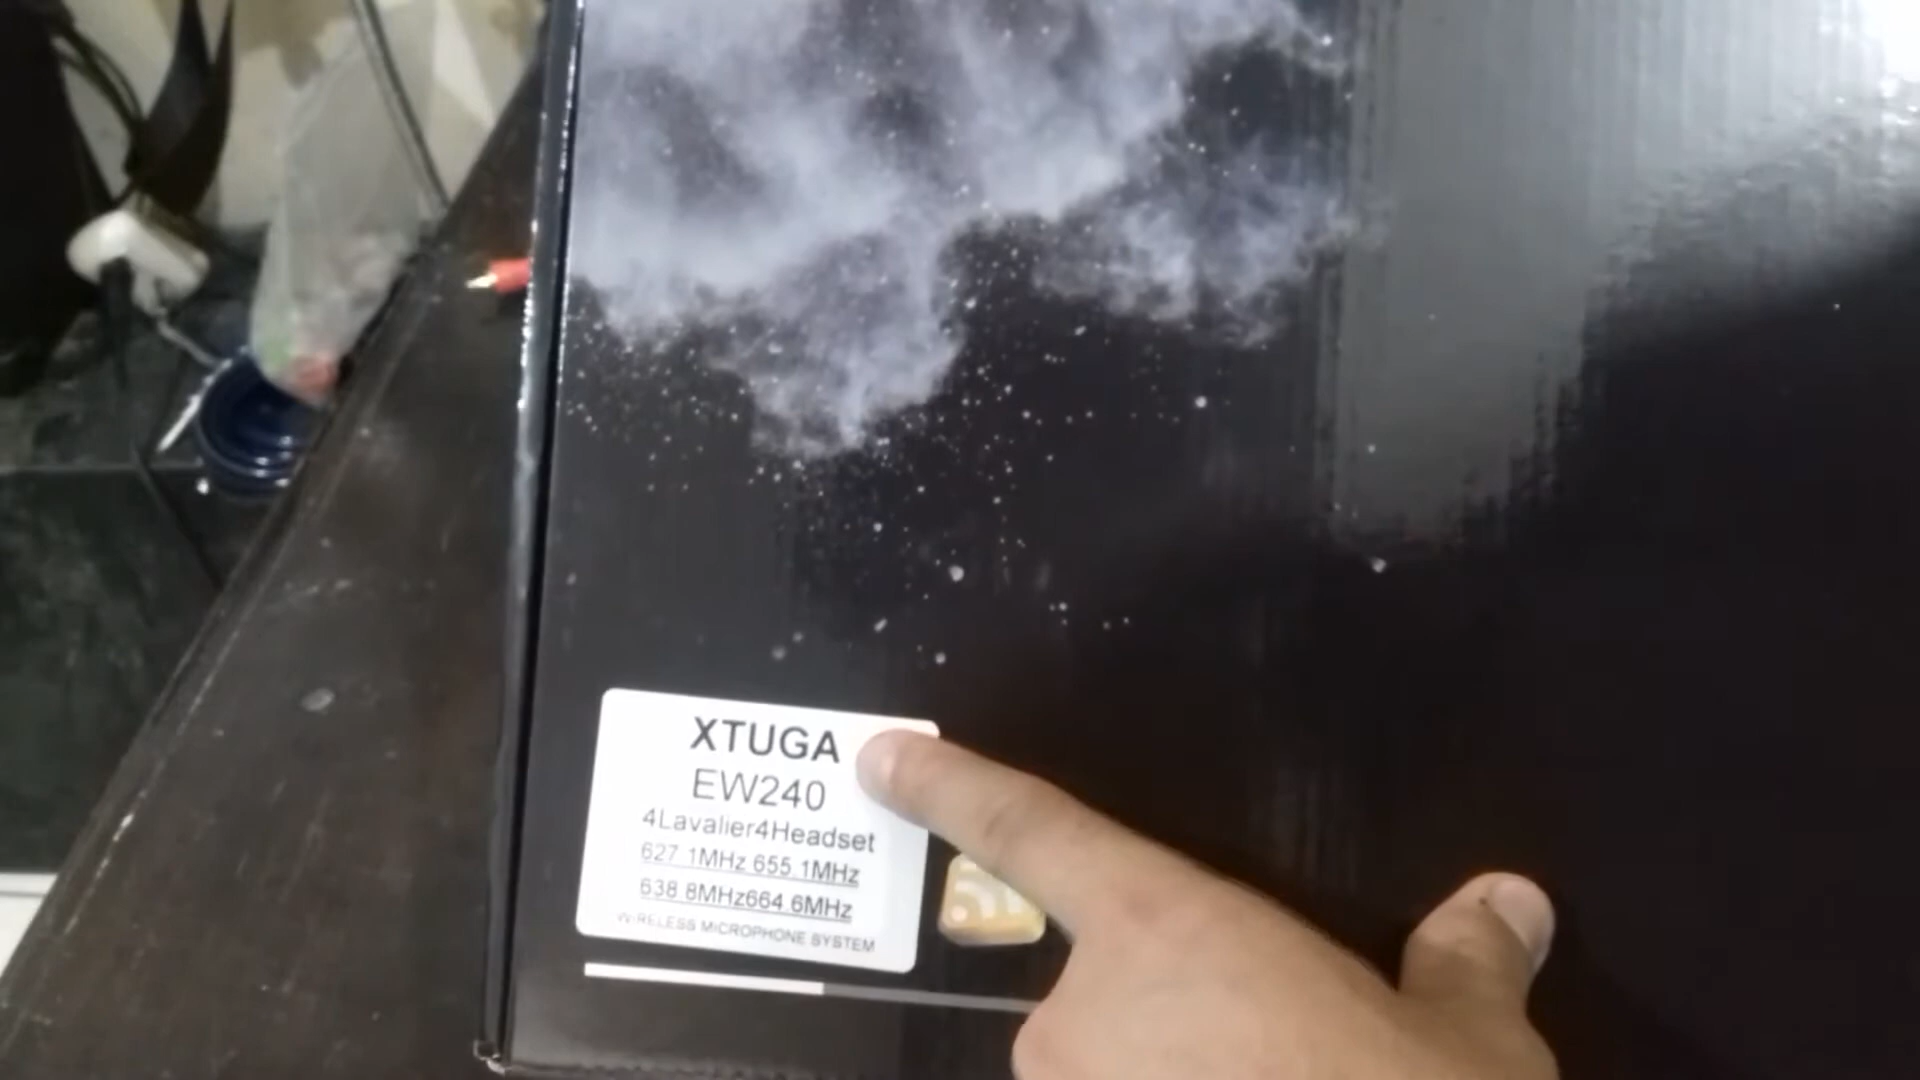 XTUGA
EW240
4Lavalier4Headset
627.1MHz 655.1MHz
638.8MHz664.6MHz
WIRELESS MICROPHONE SYSTEM